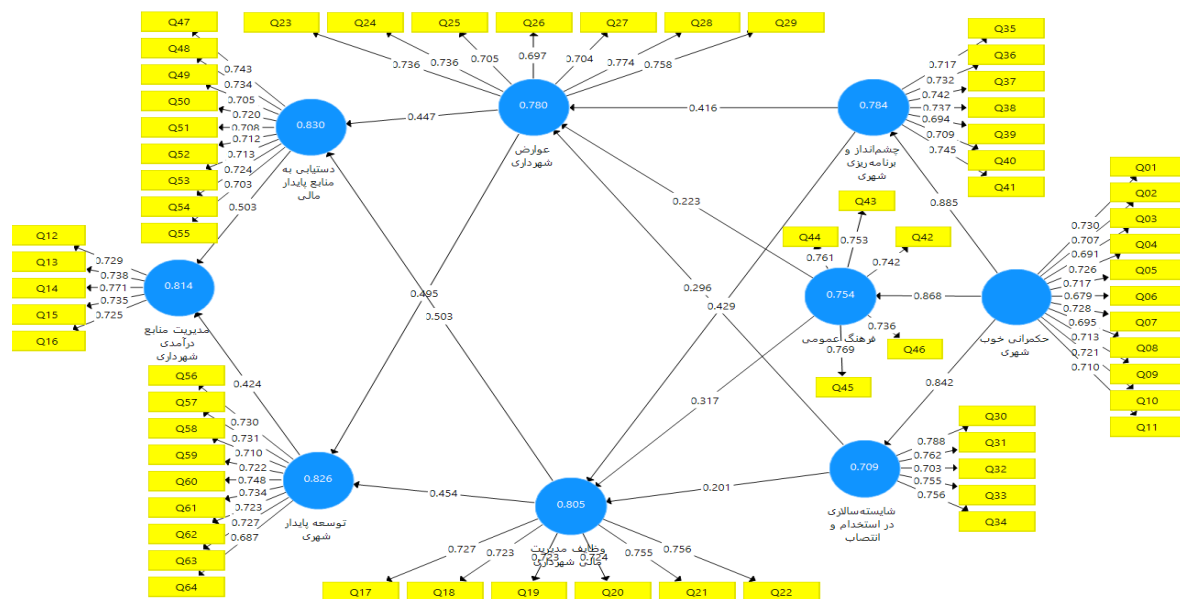 Q47
Q48
Q49
Q50
Q51
Q52
Q53
Q54
Q55
0.743
0.734
0.705
0.720
0.708
0.712
0.713
0.724
0.703
0.830
دستیابی به
منابع پایدار
مالی
Q23
Q24
Q25
Q26
Q27
Q28
Q29
0.736
0.736
0.705
0.697
0.704
0.774
0.758
0.780
عوارض
شهرداری
0.447
0.416
Q35
Q36
Q37
Q38
Q39
Q40
Q41
0.717
0.732
0.742
0.737
0.694
0.709
0.745
0.784
چشم‌انداز و
برنامه‌ریزی
شهری
0.885
Q01
Q02
Q03
Q04
Q05
Q06
Q07
Q08
Q09
Q10
Q11
0.730
0.707
0.691
0.726
0.717
0.679
0.728
0.695
0.713
0.721
0.710
حکمرانی خوب
شهری
0.868
0.842
Q43
Q44
Q42
Q46
Q45
0.753
0.761
0.742
0.736
0.769
0.754
فرهنگ عمومی
0.223
0.296
0.429
0.317
0.201
0.495
0.503
0.503
Q12
Q13
Q14
Q15
Q16
0.729
0.738
0.771
0.735
0.725
0.814
مدیریت منابع
درآمدی
شهرداری
0.424
Q56
Q57
Q58
Q59
Q60
Q61
Q62
Q63
Q64
0.730
0.731
0.710
0.722
0.748
0.734
0.723
0.727
0.687
0.826
توسعه پایدار
شهری
0.454
0.805
وظایف مدیریت
مالی شهرداری
0.727
0.723
0.723
0.724
0.755
0.756
Q17
Q18
Q19
Q20
Q21
Q22
0.709
شایسته‌سالاری
در استخدام و
انتصاب
0.788
0.762
0.703
0.755
0.756
Q30
Q31
Q32
Q33
Q34